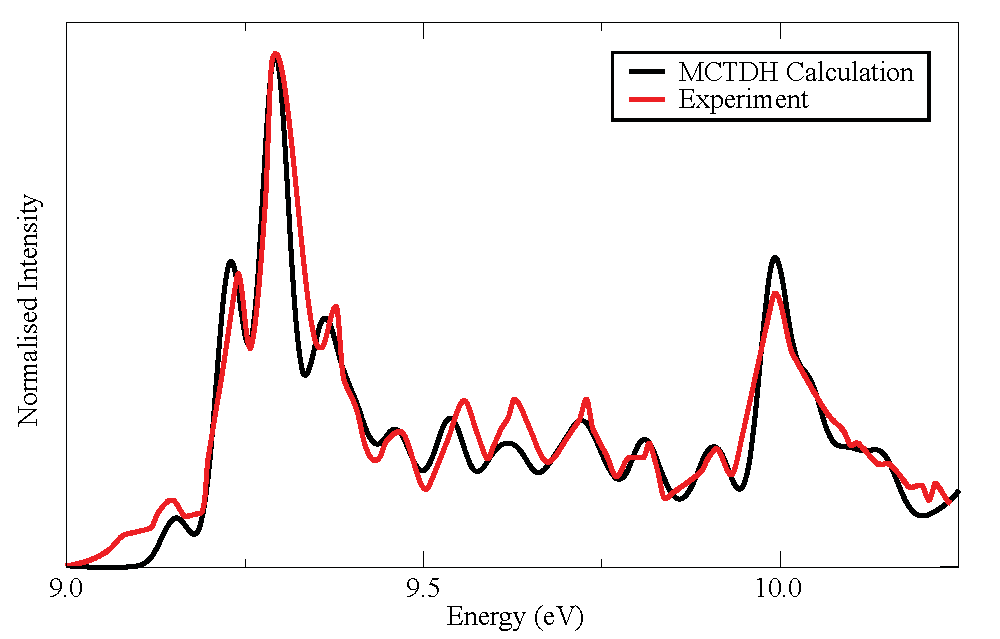 MCTDH Calculation
Experiment
Normalised Intensity
9.0
9.5
10.0
Energy (eV)